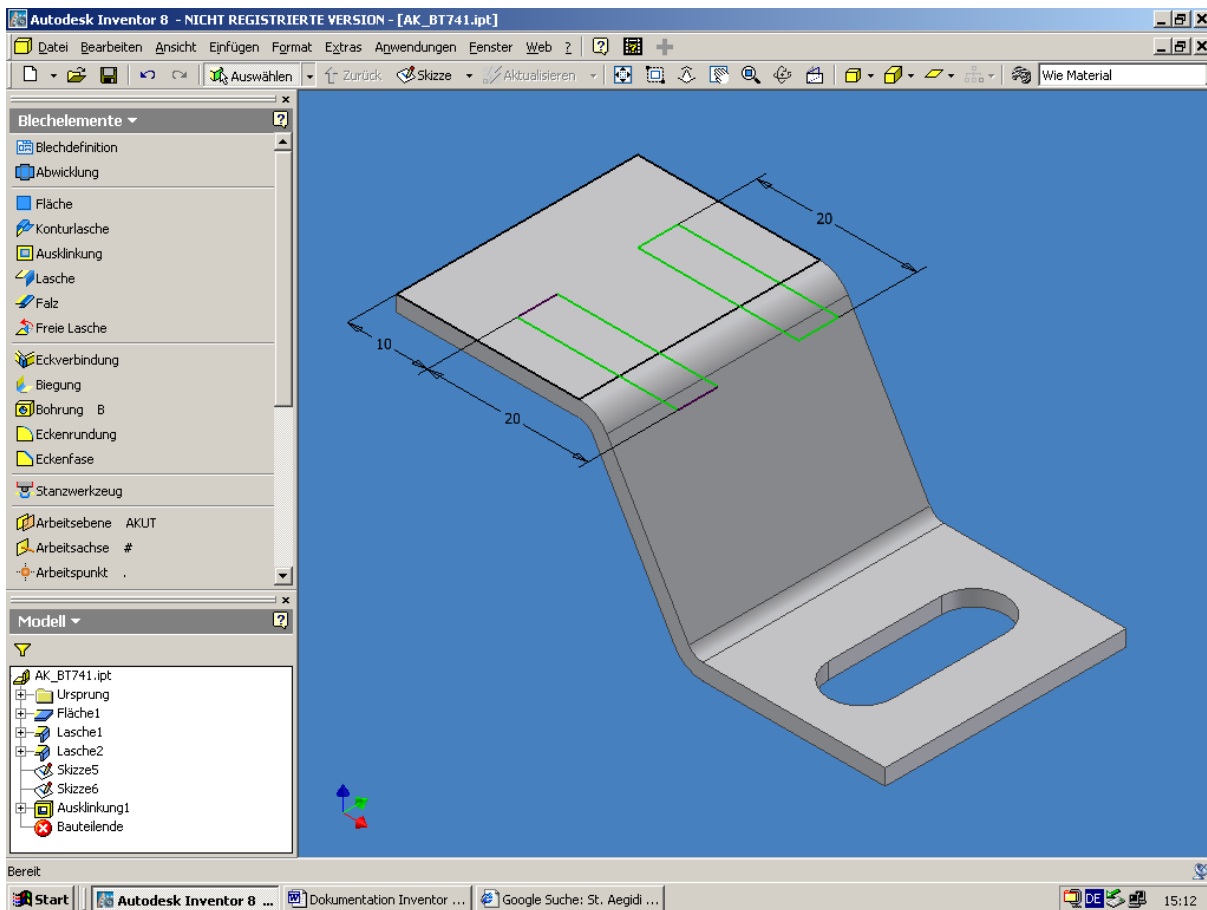 Autodesk Inventor 8 - NICHT REGISTRIERTE VERSION - [AK_BT741.ipt]
Datei Bearbeiten Ansicht Einfügen Format Extras Anwendungen Fenster Web ?
Auswählen Zurück Skizze Aktualisieren Wie Material
Blechelemente
Blechdefinition
Abwicklung
Fläche
Konturlasche
Ausklinkung
Lasche
Falz
Freie Lasche
Eckverbindung
Biegung
Bohrung B
Eckenrundung
Eckenfase
Stanzwerkzeug
Arbeitsebene AKUT
Arbeitsachse #
Arbeitspunkt .
Modell
AK_BT741.ipt
Ursprung
Fläche1
Lasche1
Lasche2
Skizze5
Skizze6
Ausklinkung1
Bauteilende
20
10
20
Bereit
Start Autodesk Inventor 8 ... Dokumentation Inventor ... Google Suche: St. Aegidi ... DE 15:12